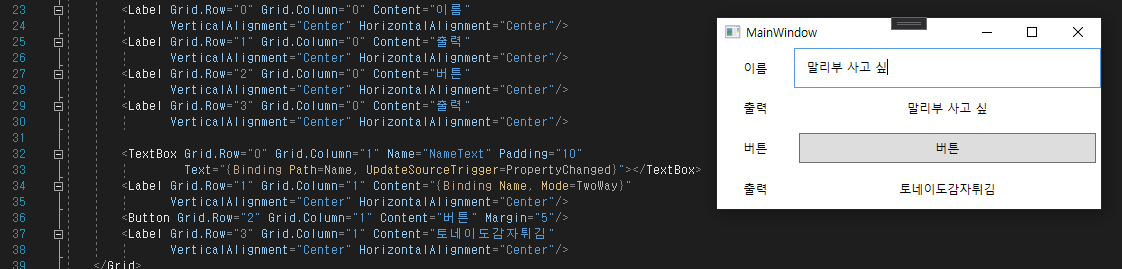 23 <Label Grid.Row="0" Grid.Column="0" Content="이름"
24 VerticalAlignment="Center" HorizontalAlignment="Center"/>
25 <Label Grid.Row="1" Grid.Column="0" Content="출력"
26 VerticalAlignment="Center" HorizontalAlignment="Center"/>
27 <Label Grid.Row="2" Grid.Column="0" Content="버튼"
28 VerticalAlignment="Center" HorizontalAlignment="Center"/>
29 <Label Grid.Row="3" Grid.Column="0" Content="출력"
30 VerticalAlignment="Center" HorizontalAlignment="Center"/>
31
32 <TextBox Grid.Row="0" Grid.Column="1" Name="NameText" Padding="10"
33 Text="{Binding Path=Name, UpdateSourceTrigger=PropertyChanged}"></TextBox>
34 <Label Grid.Row="1" Grid.Column="1" Content="{Binding Name, Mode=TwoWay}"
35 VerticalAlignment="Center" HorizontalAlignment="Center"/>
36 <Button Grid.Row="2" Grid.Column="1" Content="버튼" Margin="5"/>
37 <Label Grid.Row="3" Grid.Column="1" Content="토네이도감자튀김"
38 VerticalAlignment="Center" HorizontalAlignment="Center"/>
39 </Grid>
MainWindow
이름 말리부 사고 싶
출력 말리부 사고 싶
버튼 버튼
출력 토네이도감자튀김